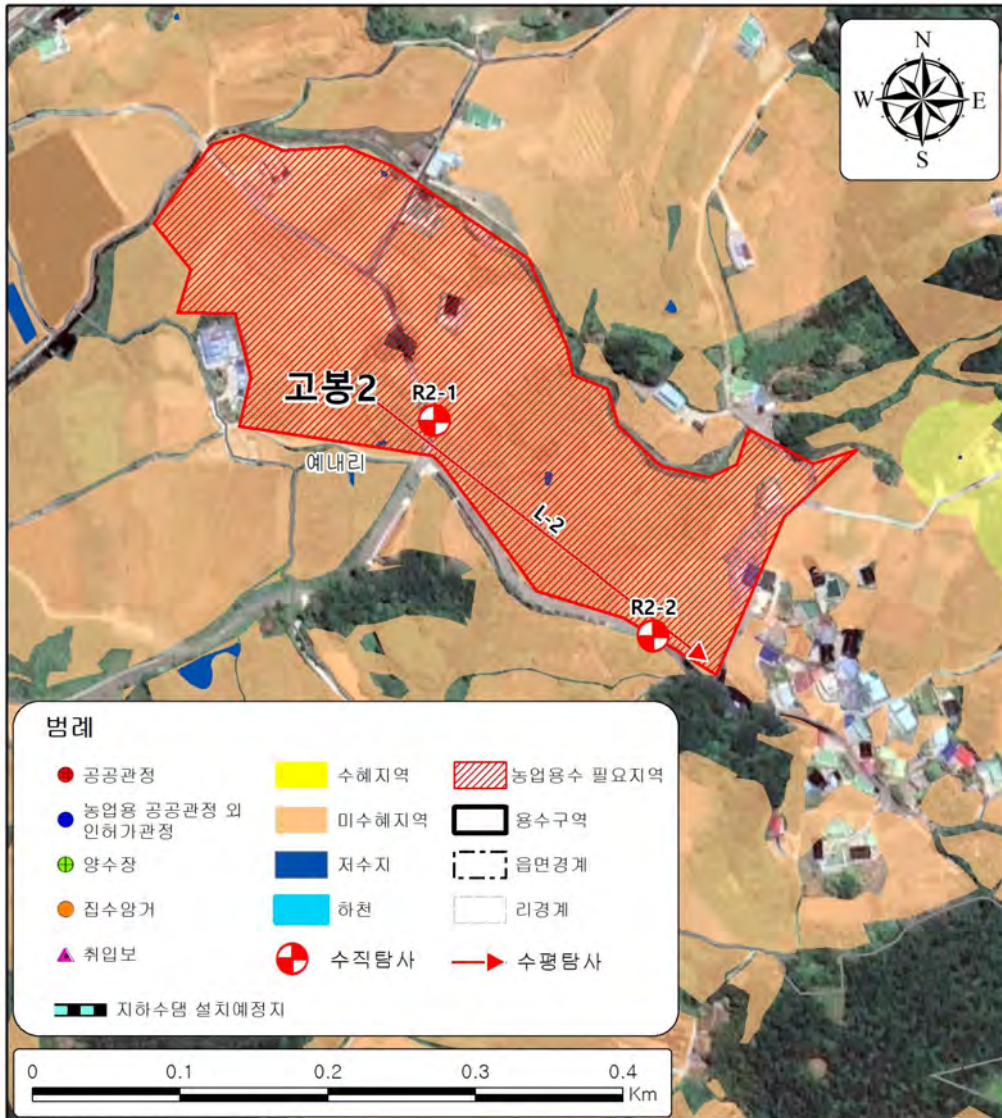 N
W E
S
R2-1
고봉2
예내리
L-2
R2-2
범례
공공관정
수혜지역
농업용수 필요지역
농업용 공공관정 외
인허가관정
미수혜지역
용수구역
양수장
저수지
읍면경계
집수암거
하천
리경계
취입보
수직탐사
수평탐사
지하수댐 설치예정지
0 0.1 0.2 0.3 0.4
Km